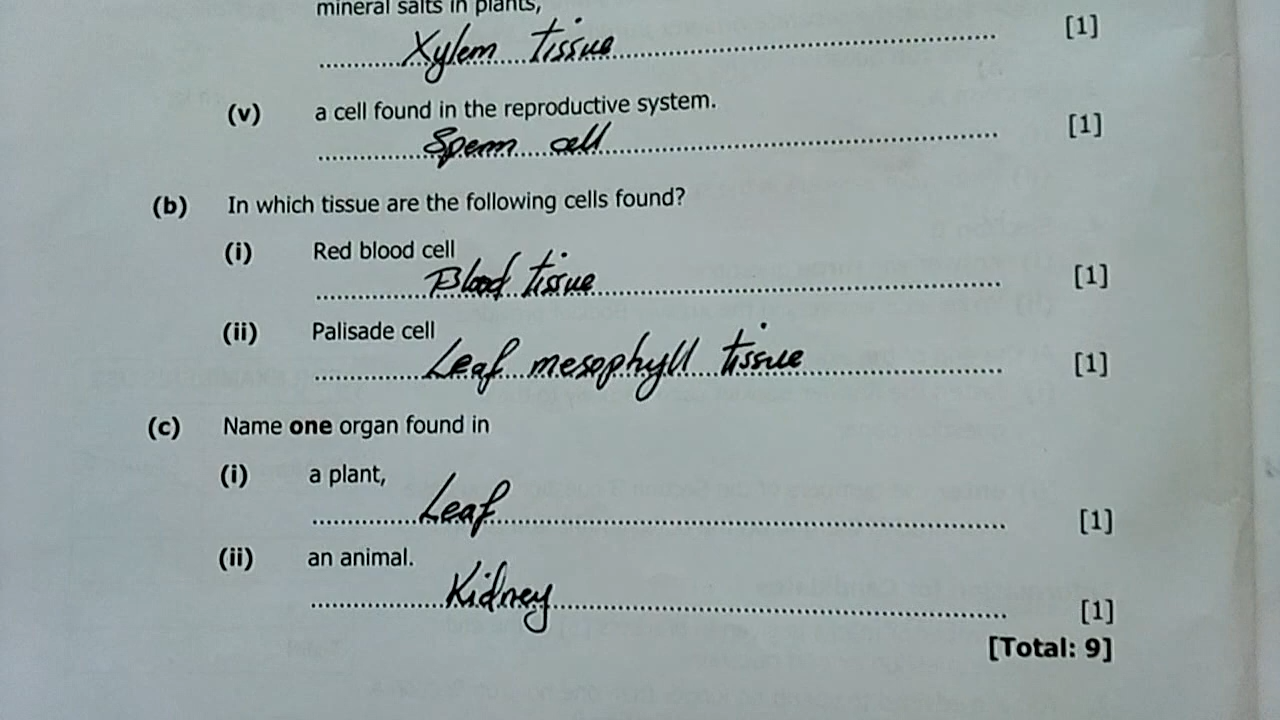 mineral salts in plants,
Xylem tissue [1]
(v) a cell found in the reproductive system.
Sperm cell [1]
(b) In which tissue are the following cells found?
(i) Red blood cell
Blood tissue [1]
(ii) Palisade cell
Leaf mesophyll tissue [1]
(c) Name one organ found in
(i) a plant,
Leaf [1]
(ii) an animal.
Kidney [1]
[Total: 9]